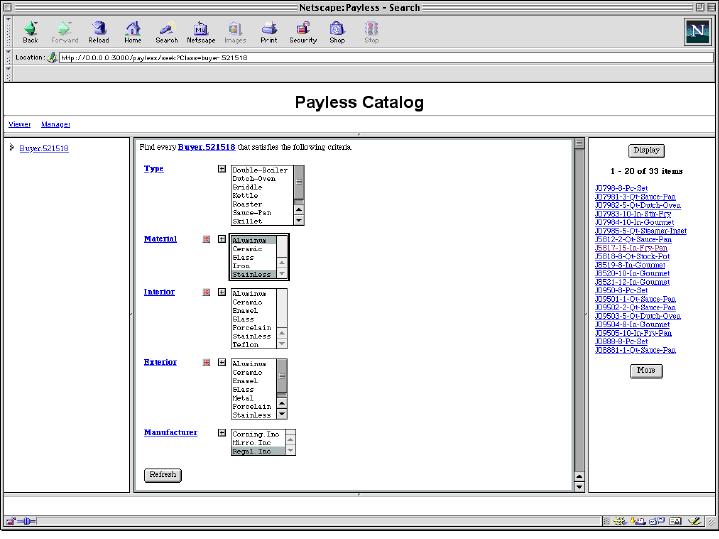 Netscape: Payless - Search
Back Forward Reload Home Search Netscape Images Print Security Shop Stop
N
Location: http://0.0.0.0:3000/payless/seek?Class=buyer.521518
Payless Catalog
Viewer Manager
Buyer.521518
Find every Buyer.521518 that satisfies the following criteria.
Type
Double-Boiler
Dutch-Oven
Griddle
Kettle
Roaster
Sauce-Pan
Skillet
Material
Aluminum
Ceramic
Glass
Iron
Stainless
Interior
Aluminum
Ceramic
Enamel
Glass
Porcelain
Stainless
Teflon
Exterior
Aluminum
Ceramic
Enamel
Glass
Metal
Porcelain
Stainless
Manufacturer
Corning.Inc
Mirro.Inc
Regal.Inc
Refresh
Display
1 - 20 of 33 items
J0798-8-Pc-Set
J07981-3-Qt-Sauce-Pan
J07982-5-Qt-Dutch-Oven
J07983-10-In-Stir-Fry
J07984-10-In-Gourmet
J07985-5-Qt-Steamer-Inset
J5812-2-Qt-Sauce-Pan
J5817-15-In-Fry-Pan
J5818-8-Qt-Stock-Pot
J8519-8-In-Gourmet
J8520-10-In-Gourmet
J8521-12-In-Gourmet
J0950-8-Pc-Set
J09501-1-Qt-Sauce-Pan
J09502-2-Qt-Sauce-Pan
J09503-5-Qt-Dutch-Oven
J09504-8-In-Gourmet
J09505-10-In-Fry-Pan
J0888-8-Pc-Set
J08881-1-Qt-Sauce-Pan
More